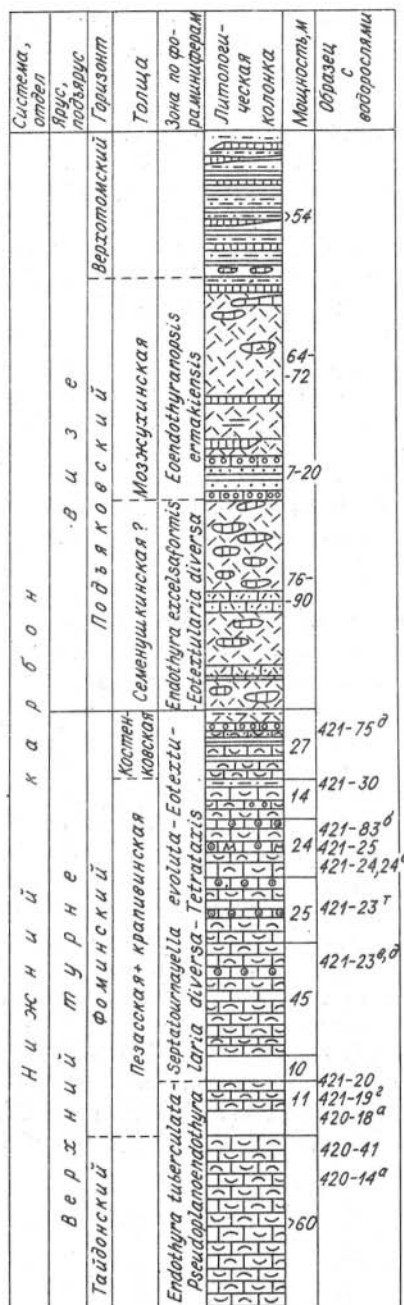 Система, отдел
Ярус, подъярус
Горизонт
Толща
Зона по фораминиферам
Литологическая колонка
Мощность, м
Образец с водорослями
Нижний карбон
Визе
Верхний турне
Верхотомский
Подъяковский
Фоминский
Тайдонский
Мозжухинская
Семенушкинская?
Костенковская
Пезасская + крапивинская
Eoendothyranopsis ermakiensis
Endothyra excelsaformis - Eotextularia diversa
Septatournayella evoluta - Eotextularia diversa - Tetrataxis
Endothyra tuberculata - Pseudoplanoendothyra
>54
64-
-72
7-20
76-
-90
27
14
24
25
45
10
11
>60
421-75д
421-30
421-83б
421-25
421-24,24а
421-23т
421-23в,д
421-20
421-19г
420-18а
420-41
420-14а